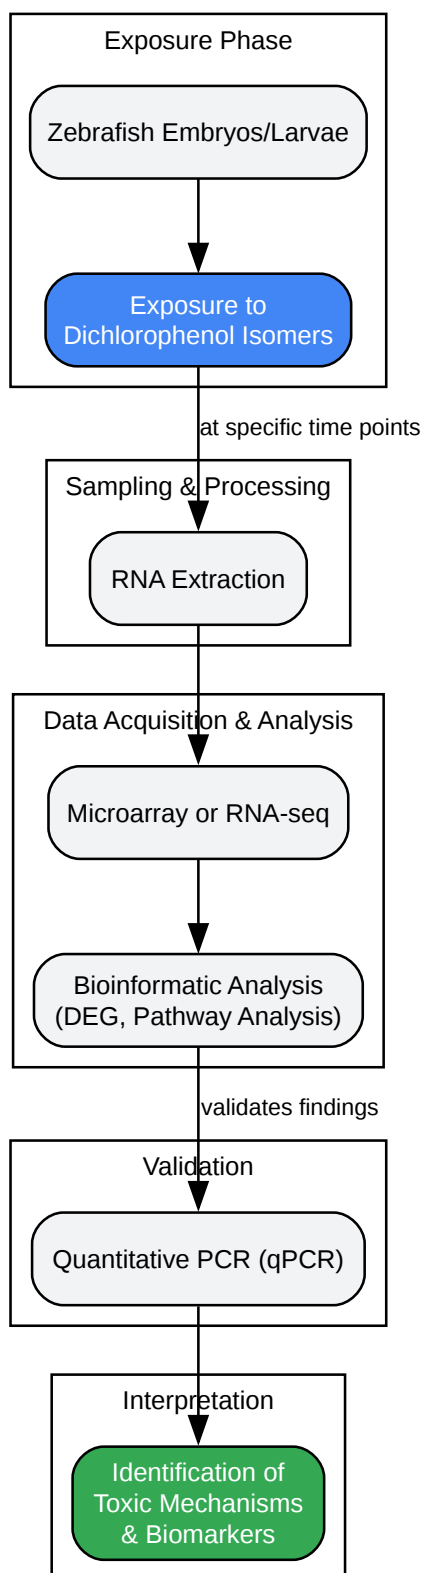 Exposure Phase
Zebrafish Embryos/Larvae
Exposure to
Dichlorophenol Isomers
at specific time points
Sampling & Processing
RNA Extraction
Data Acquisition & Analysis
Microarray or RNA-seq
Bioinformatic Analysis
(DEG, Pathway Analysis)
validates findings
Validation
Quantitative PCR (qPCR)
Interpretation
Identification of
Toxic Mechanisms
& Biomarkers